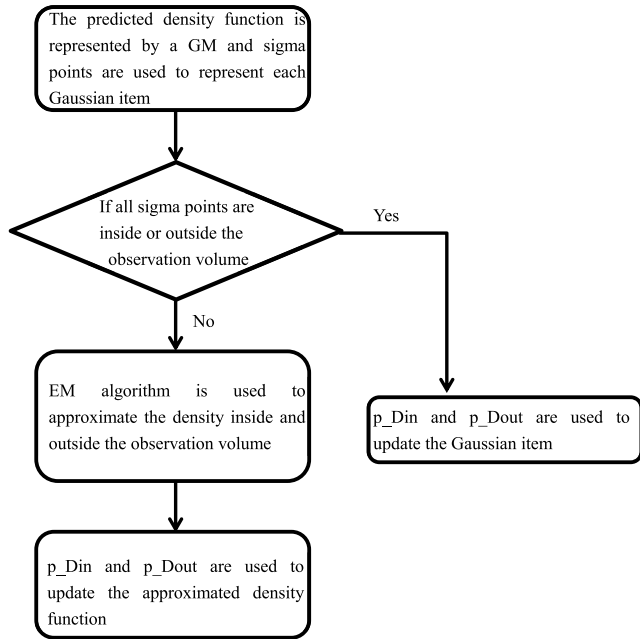 The predicted density function is
represented by a GM and sigma
points are used to represent each
Gaussian item
If all sigma points are
inside or outside the
observation volume
Yes
No
EM algorithm is used to
approximate the density inside and
outside the observation volume
p_Din and p_Dout are used to
update the Gaussian item
p_Din and p_Dout are used to
update the approximated density
function